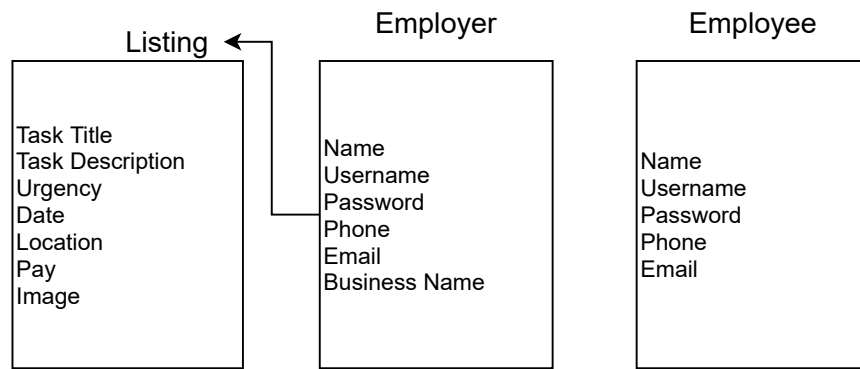 Listing
Task Title
Task Description
Urgency
Date
Location
Pay
Image
Employer
Name
Username
Password
Phone
Email
Business Name
Employee
Name
Username
Password
Phone
Email